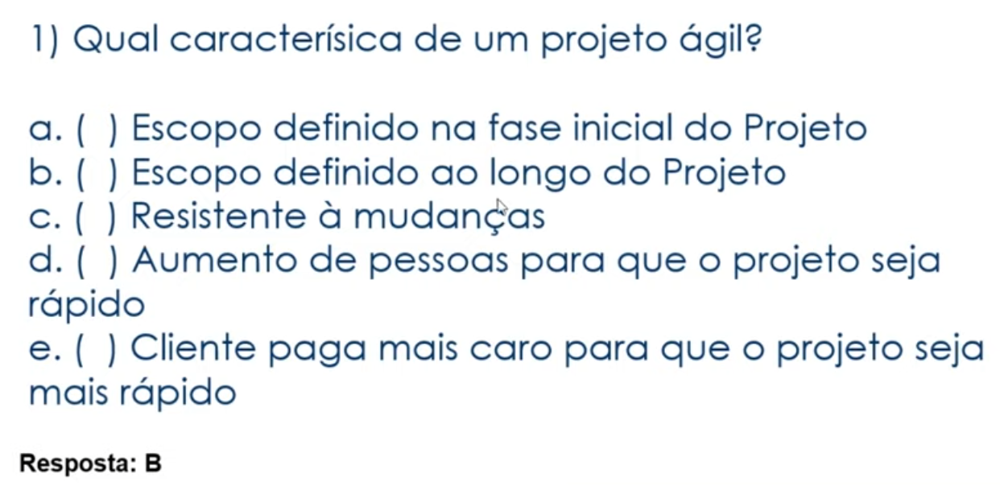 1) Qual caracterísica de um projeto ágil?
a. ( ) Escopo definido na fase inicial do Projeto
b. ( ) Escopo definido ao longo do Projeto
c. ( ) Resistente à mudanças
d. ( ) Aumento de pessoas para que o projeto seja
rápido
e. ( ) Cliente paga mais caro para que o projeto seja
mais rápido
Resposta: B